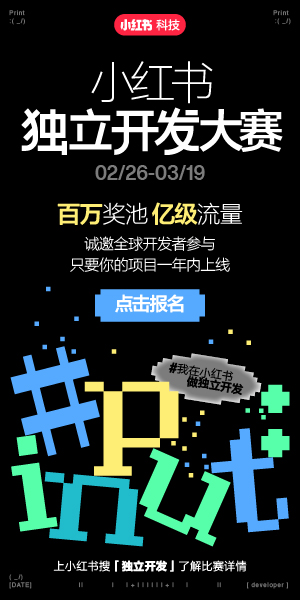 Print
Print
:( _/)
:( _/)
小红书 科技
小红书
独立开发大赛
02/26-03/19
百万奖池 亿级流量
诚邀全球开发者参与
只要你的项目一年内上线
点击报名
#我在小红书
做独立开发
#input:
上小红书搜「独立开发」了解比赛详情
( _/)
[DATE]
[ developer ]